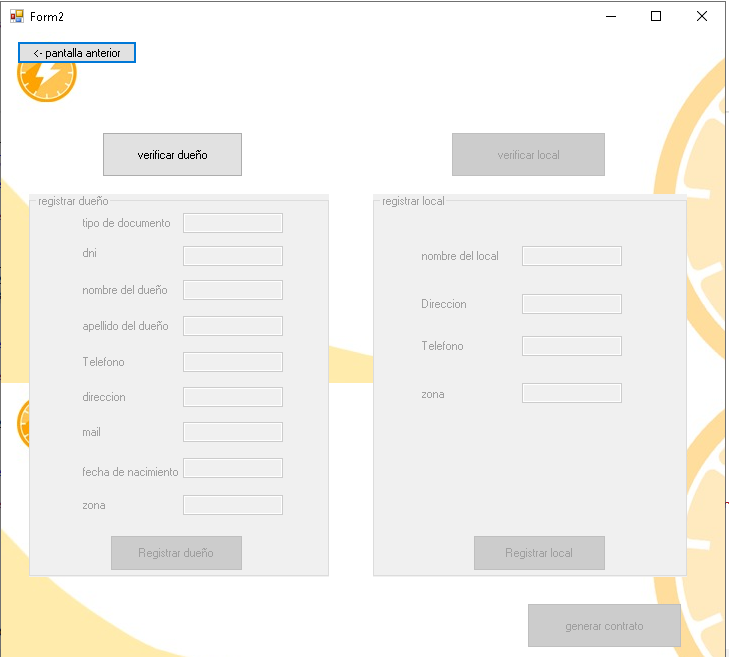 Form2
<- pantalla anterior
verificar dueño
verificar local
registrar dueño
tipo de documento
dni
nombre del dueño
apellido del dueño
Telefono
direccion
mail
fecha de nacimiento
zona
Registrar dueño
registrar local
nombre del local
Direccion
Telefono
zona
Registrar local
generar contrato